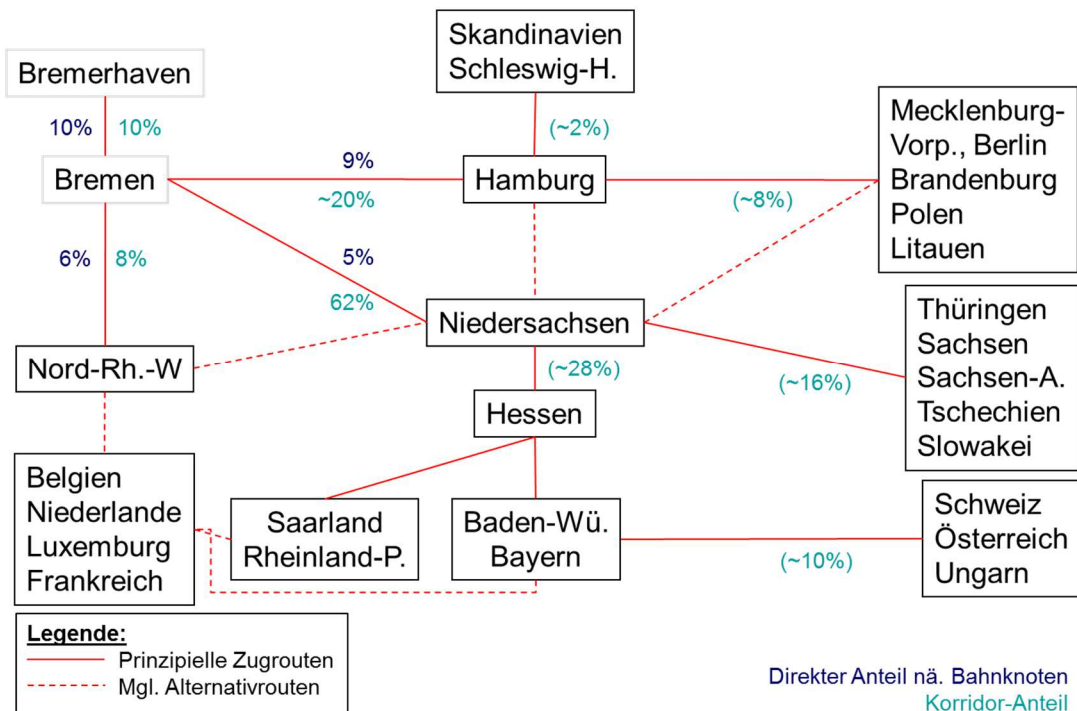 Skandinavien
Schleswig-H.
Bremerhaven
10%
10%
(~2%)
Mecklenburg-
Vorp., Berlin
Brandenburg
Polen
Litauen
Bremen
9%
~20%
Hamburg
(~8%)
6%
8%
5%
62%
Niedersachsen
Thüringen
Sachsen
Sachsen-A.
Tschechien
Slowakei
Nord-Rh.-W
(~28%)
(~16%)
Hessen
Belgien
Niederlande
Luxemburg
Frankreich
Saarland
Rheinland-P.
Baden-Wü.
Bayern
(~10%)
Schweiz
Österreich
Ungarn
Legende:
Prinzipielle Zugrouten
Mgl. Alternativrouten
Direkter Anteil nä. Bahnknoten
Korridor-Anteil